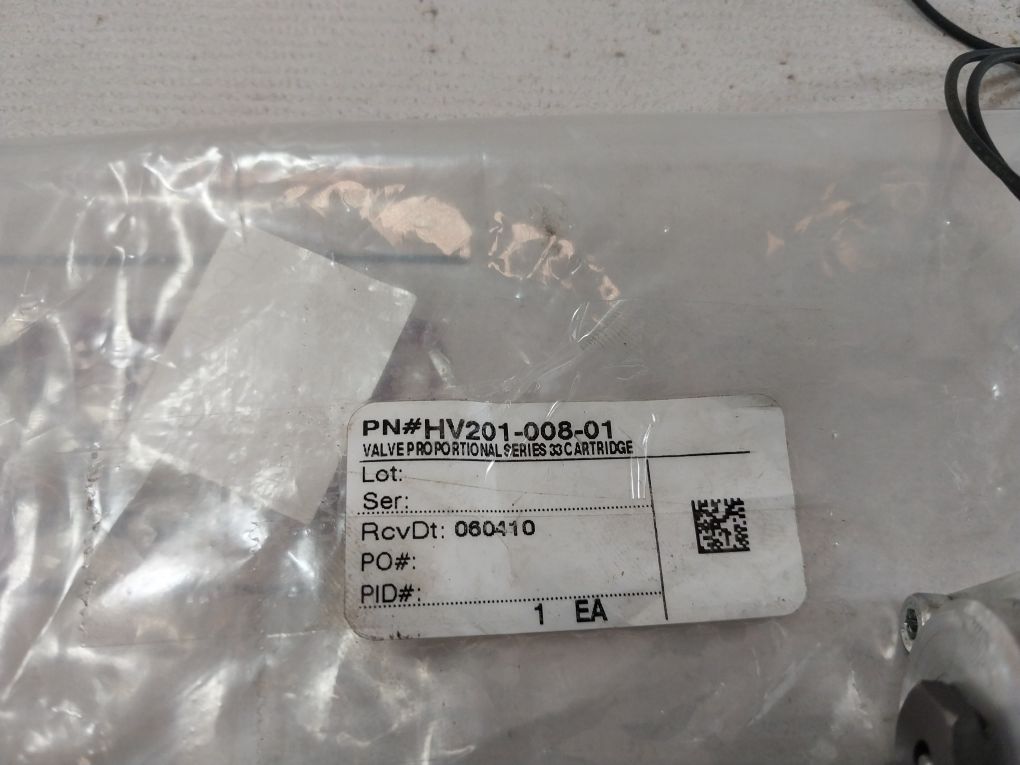 PN#HV201-008-01
VALVE PROPORTIONAL SERIES 33 CARTRIDGE
Lot:
Ser:
RcvDt: 060410
PO#:
PID#:
1 EA